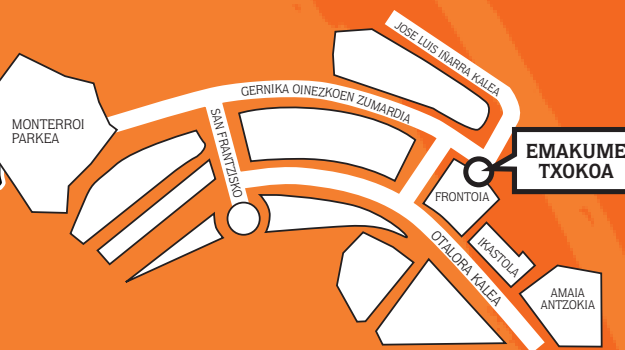 JOSE LUIS IÑARRA KALEA
GERNIKA OINEZKOEN ZUMARDIA
MONTERROI
PARKEA
SAN FRANTZISKO
EMAKUME
TXOKOA
FRONTOIA
OTALORA KALEA
IKASTOLA
AMAIA
ANTZOKIA